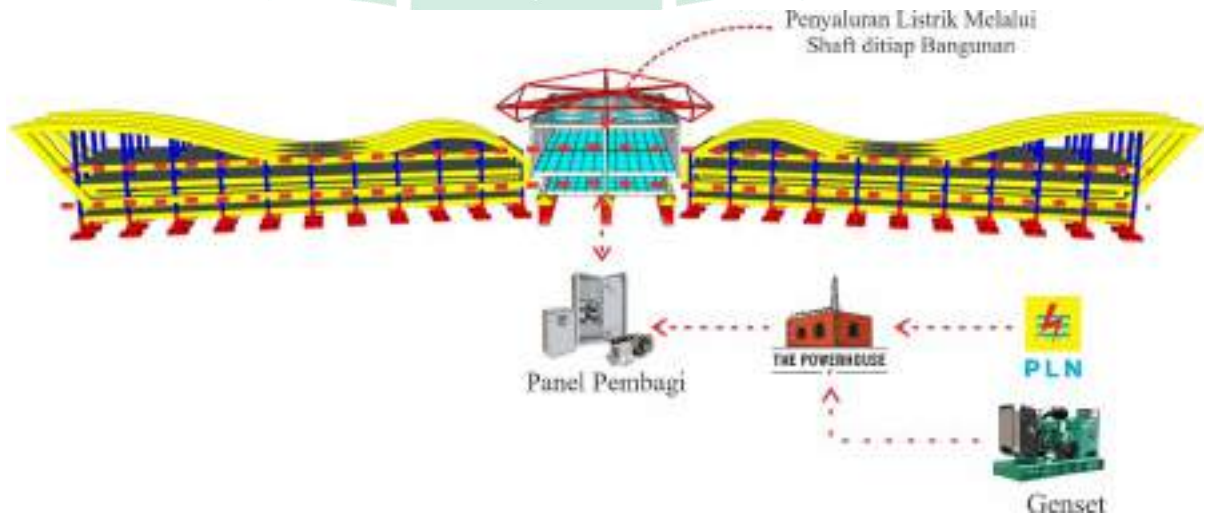 Penyaluran Listrik Melalui
Shaft ditiap Bangunan
THE POWERHOUSE
PLN
Panel Pembagi
Genset